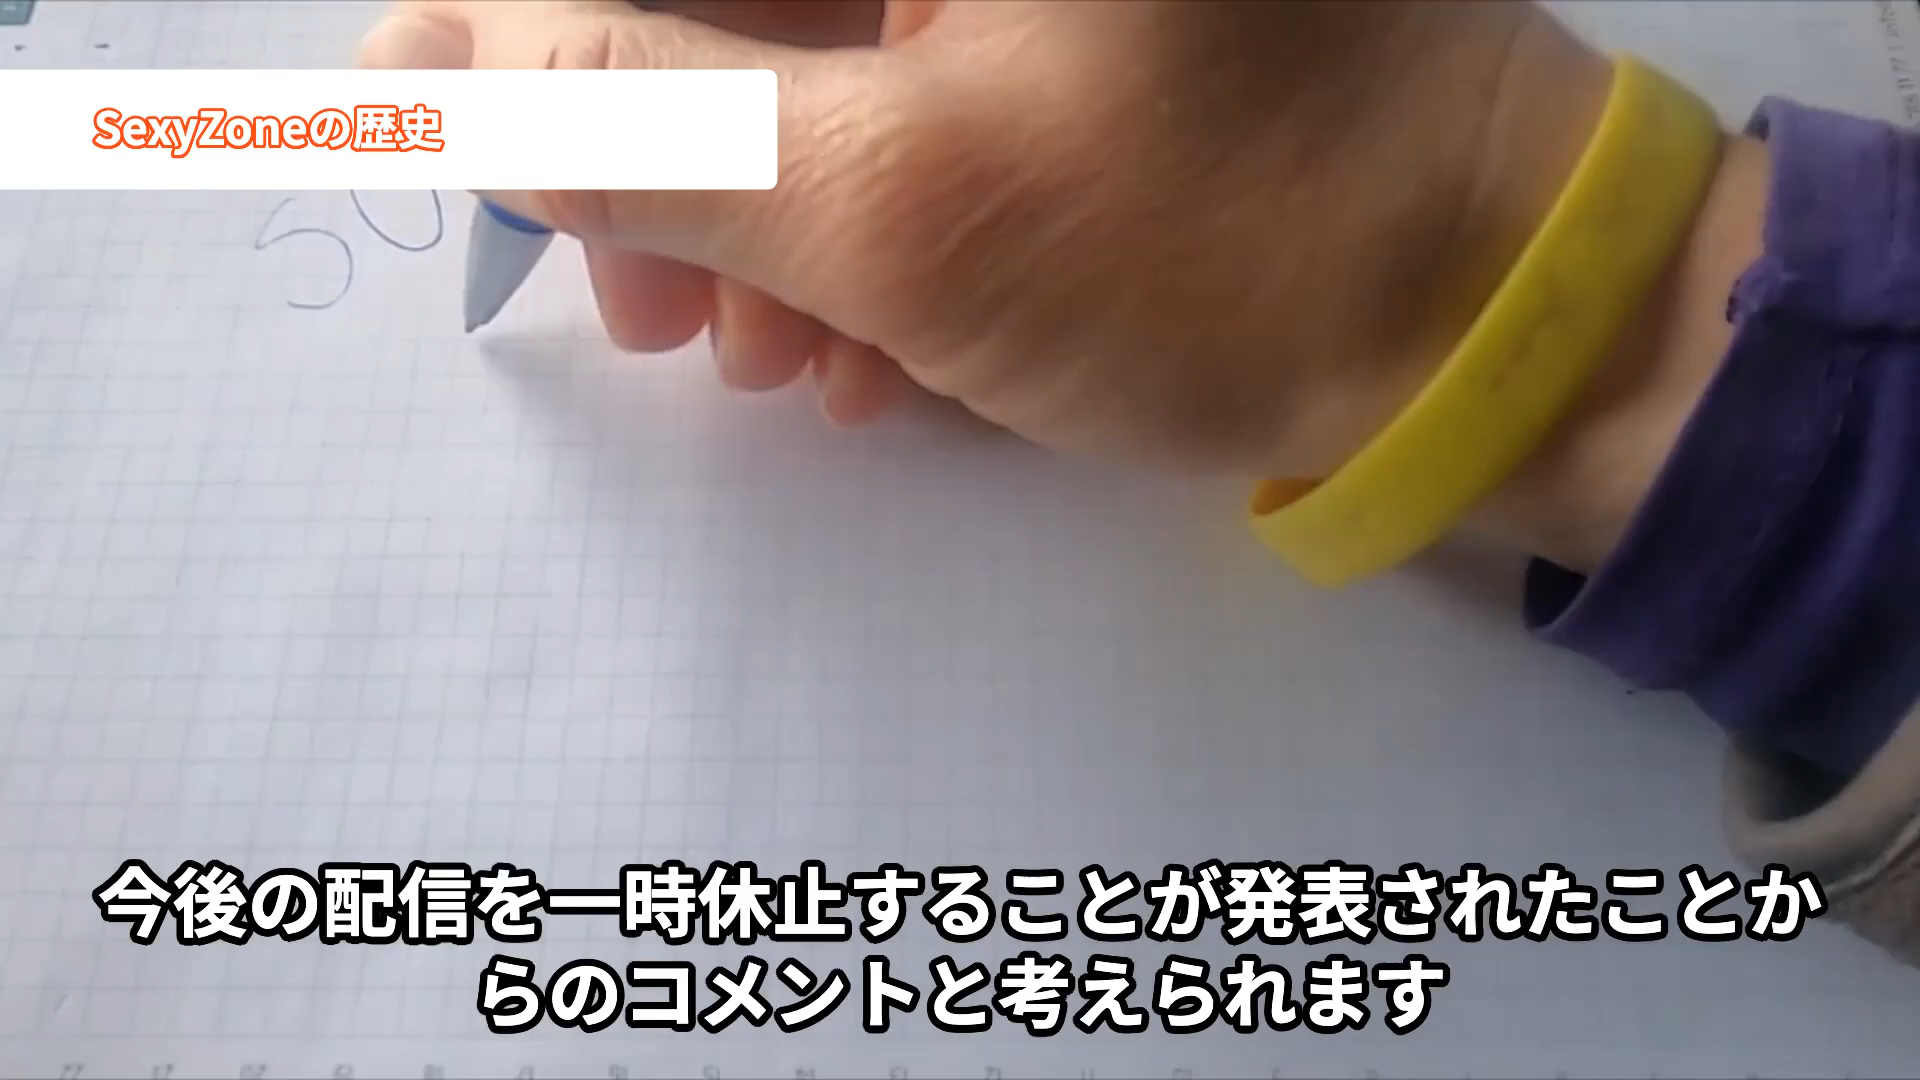 SexyZoneの歴史
今後の配信を一時休止することが発表されたことか
らのコメントと考えられます